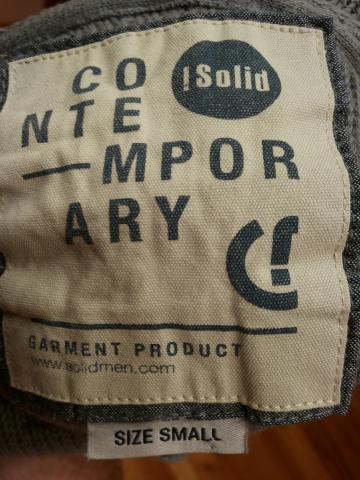 !Solid
CO
NTE
—MPOR
ARY
GARMENT PRODUCT
www.solidmen.com
SIZE SMALL